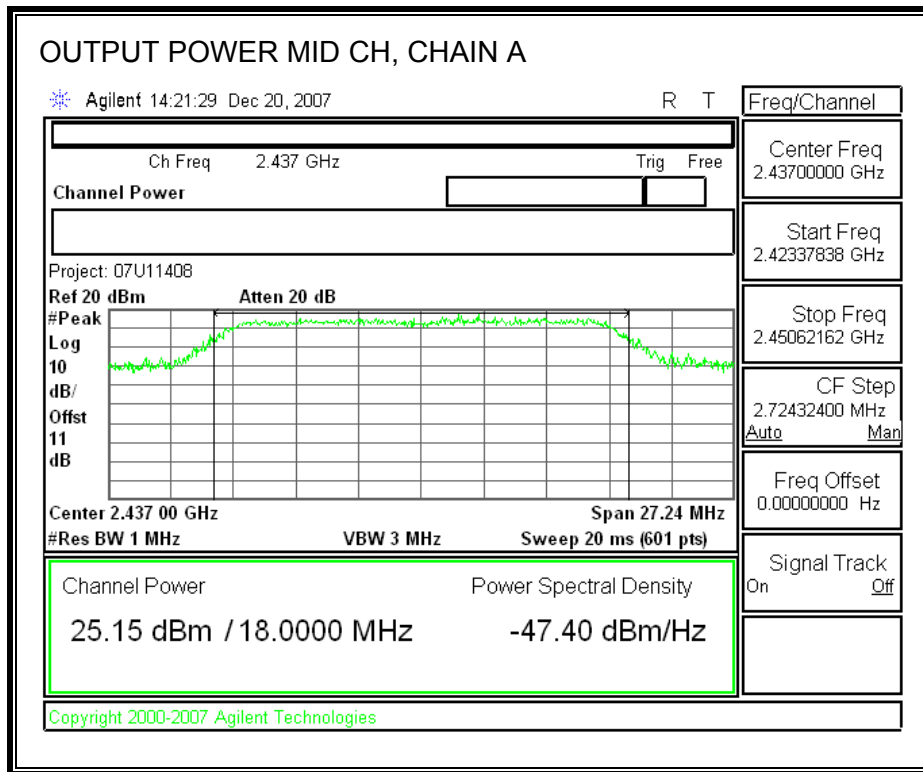 OUTPUT POWER MID CH, CHAIN A
Agilent 14:21:29 Dec 20, 2007 R T
Freq/Channel
Ch Freq 2.437 GHz Trig Free
Channel Power
Project: 07U11408
Ref 20 dBm Atten 20 dB
#Peak
Log
10
dB/
Offst
11
dB
Center 2.437 00 GHz Span 27.24 MHz
#Res BW 1 MHz VBW 3 MHz Sweep 20 ms (601 pts)
Channel Power Power Spectral Density
25.15 dBm / 18.0000 MHz -47.40 dBm/Hz
Center Freq
2.43700000 GHz
Start Freq
2.42337838 GHz
Stop Freq
2.45062162 GHz
CF Step
2.72432400 MHz
Auto Man
Freq Offset
0.00000000 Hz
Signal Track
On Off
Copyright 2000-2007 Agilent Technologies